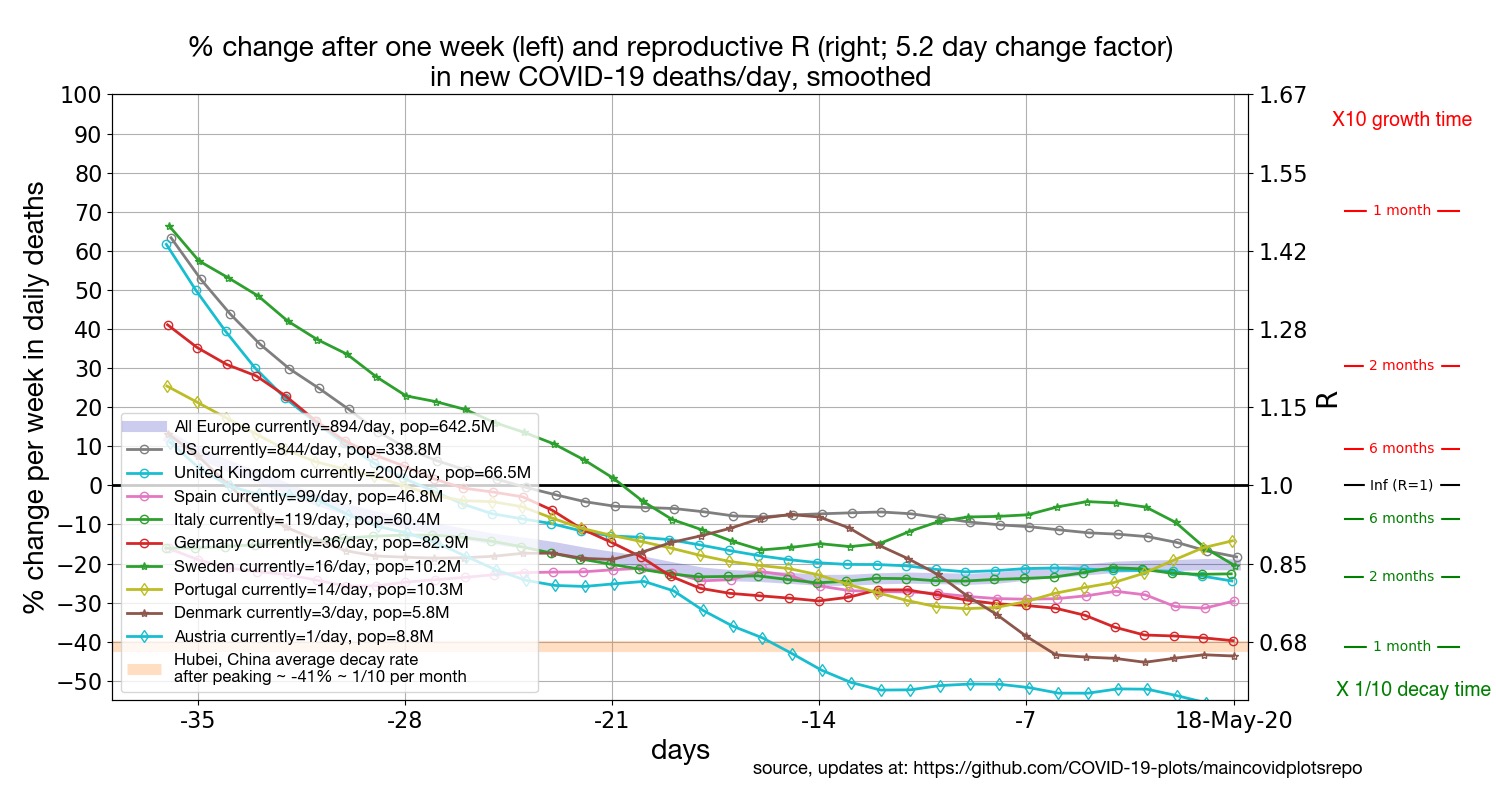 % change after one week (left) and reproductive R (right; 5.2 day change factor)
in new COVID-19 deaths/day, smoothed
% change per week in daily deaths
100
90
80
70
60
50
40
30
20
10
0
−10
−20
−30
−40
−50
All Europe currently=894/day, pop=642.5M
US currently=844/day, pop=338.8M
United Kingdom currently=200/day, pop=66.5M
Spain currently=99/day, pop=46.8M
Italy currently=119/day, pop=60.4M
Germany currently=36/day, pop=82.9M
Sweden currently=16/day, pop=10.2M
Portugal currently=14/day, pop=10.3M
Denmark currently=3/day, pop=5.8M
Austria currently=1/day, pop=8.8M
Hubei, China average decay rate
after peaking ~ -41% ~ 1/10 per month
-35
-28
-21
-14
-7
18-May-20
days
1.67
1.55
1.42
1.28
1.15
1.0
0.85
0.68
R
X10 growth time
1 month
2 months
6 months
Inf (R=1)
6 months
2 months
1 month
X 1/10 decay time
source, updates at: https://github.com/COVID-19-plots/maincovidplotsrepo